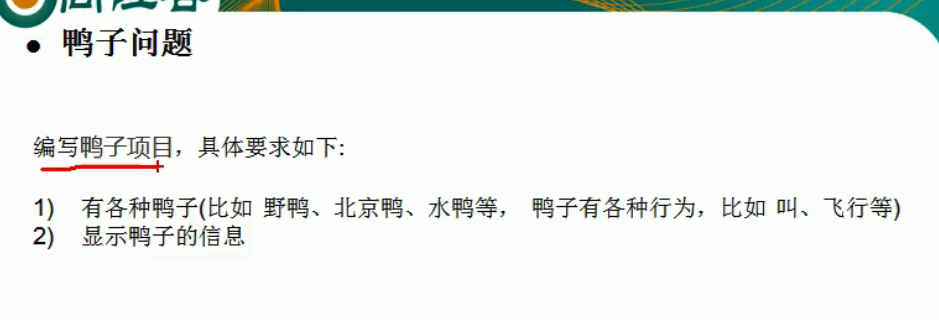 鸭子问题
编写鸭子项目，具体要求如下:
1) 有各种鸭子(比如 野鸭、北京鸭、水鸭等， 鸭子有各种行为，比如 叫、飞行等)
2) 显示鸭子的信息